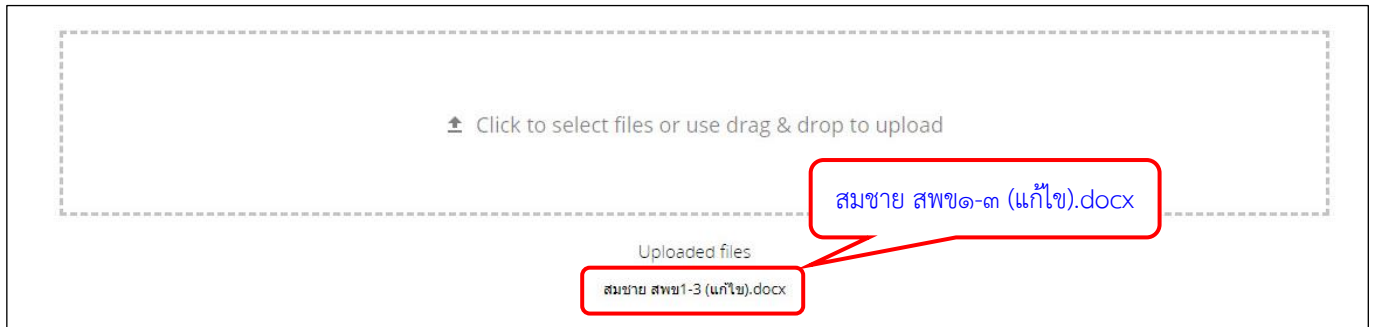 Click to select files or use drag & drop to upload
สมชาย สพข๑-๓ (แก้ไข).docx
Uploaded files
สมชาย สพข1-3 (แก้ไข).docx